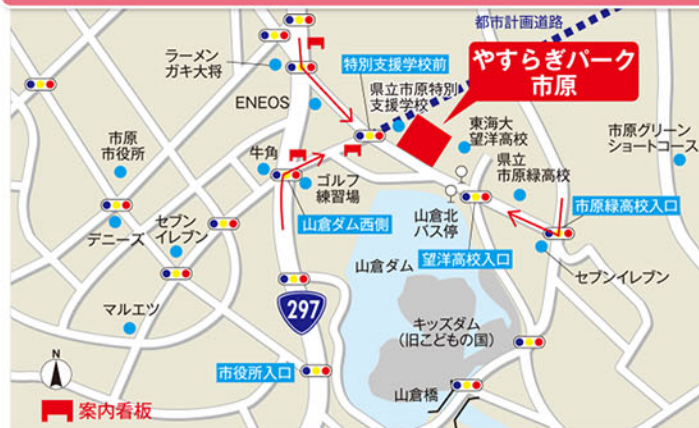 都市計画道路
ラーメン
ガキ大将
特別支援学校前
やすらぎパーク
市原
県立市原特別
支援学校
ENEOS
東海大
望洋高校
市原グリーン
ショートコース
市原
市役所
牛角
県立
市原緑高校
ゴルフ
練習場
山倉北
バス停
市原緑高校入口
山倉ダム西側
デニーズ
セブン
イレブン
望洋高校入口
山倉ダム
セブンイレブン
297
マルエツ
キッズダム
(旧こどもの国)
N
市役所入口
山倉橋
案内看板